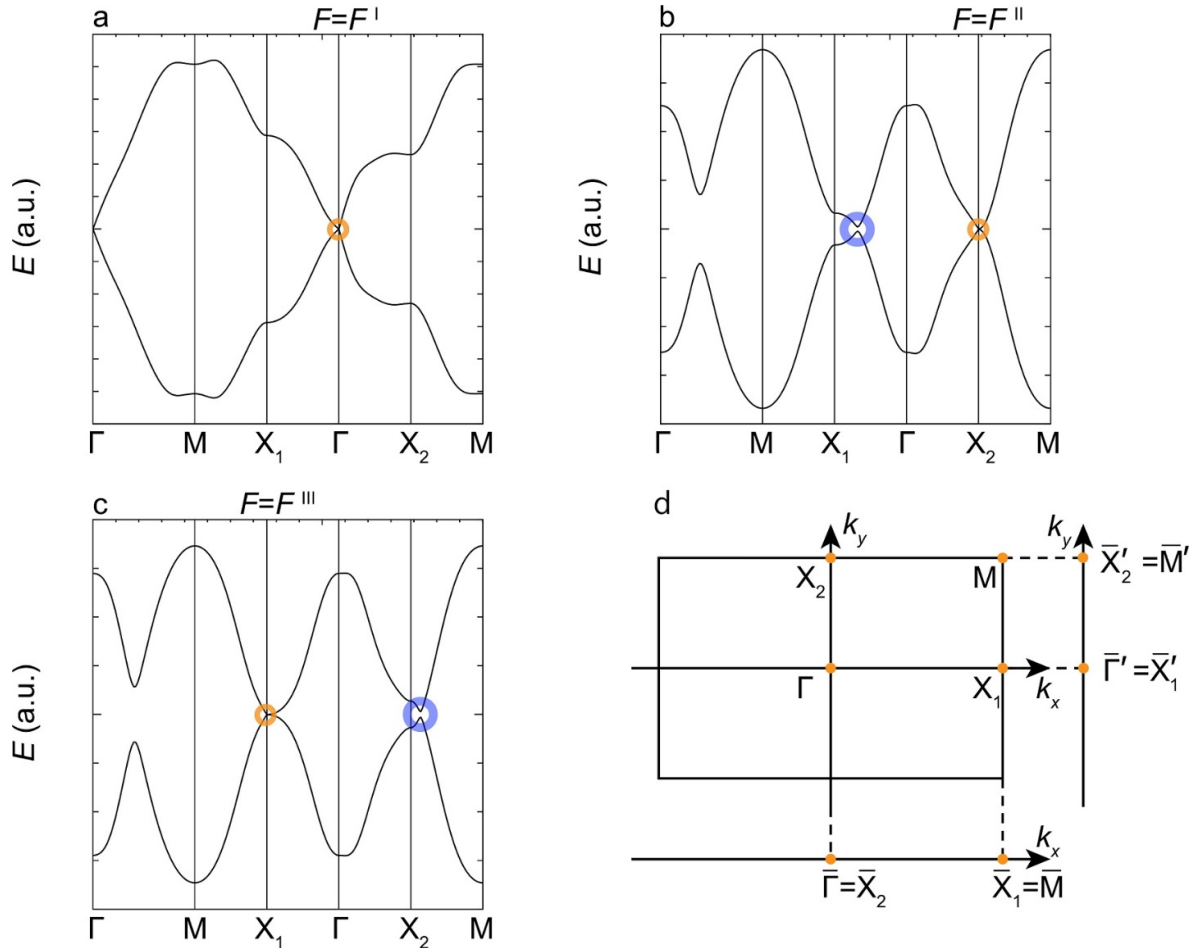 a
F=F I
E (a.u.)
Γ M X1 Γ X2 M
b
F=F II
E (a.u.)
Γ M X1 Γ X2 M
c
F=F III
E (a.u.)
Γ M X1 Γ X2 M
d
ky ky
X2 M X̄′2 =M̄′
Γ X1 kx Γ̄′=X̄′1
kx
Γ̄=X̄2 X̄1=M̄